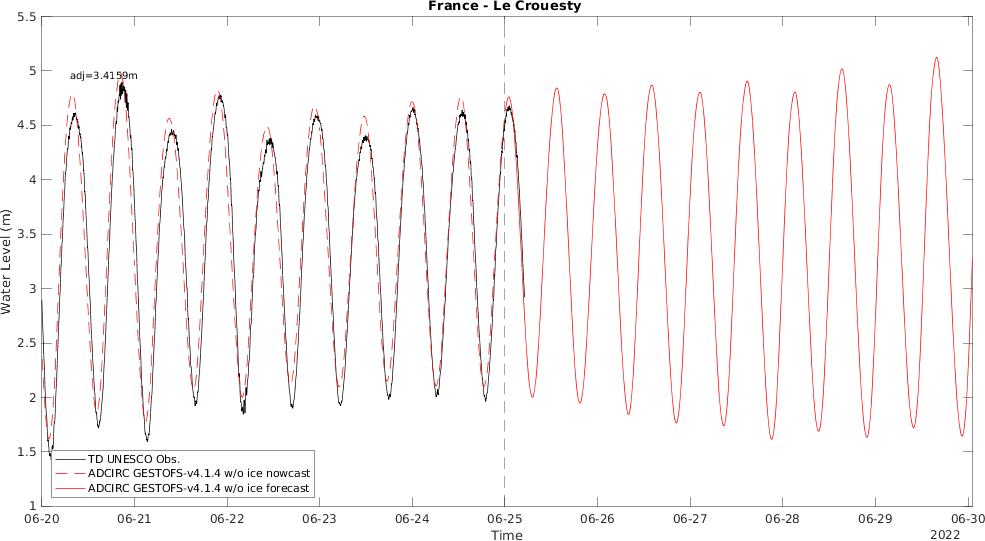 France - Le Crouesty
5.5
adj=3.4159m
5
4.5
4
3.5
3
2.5
2
1.5
1
Water Level (m)
TD UNESCO Obs.
ADCIRC GESTOFS-v4.1.4 w/o ice nowcast
ADCIRC GESTOFS-v4.1.4 w/o ice forecast
06-20 06-21 06-22 06-23 06-24 06-25 06-26 06-27 06-28 06-29 06-30
Time
2022